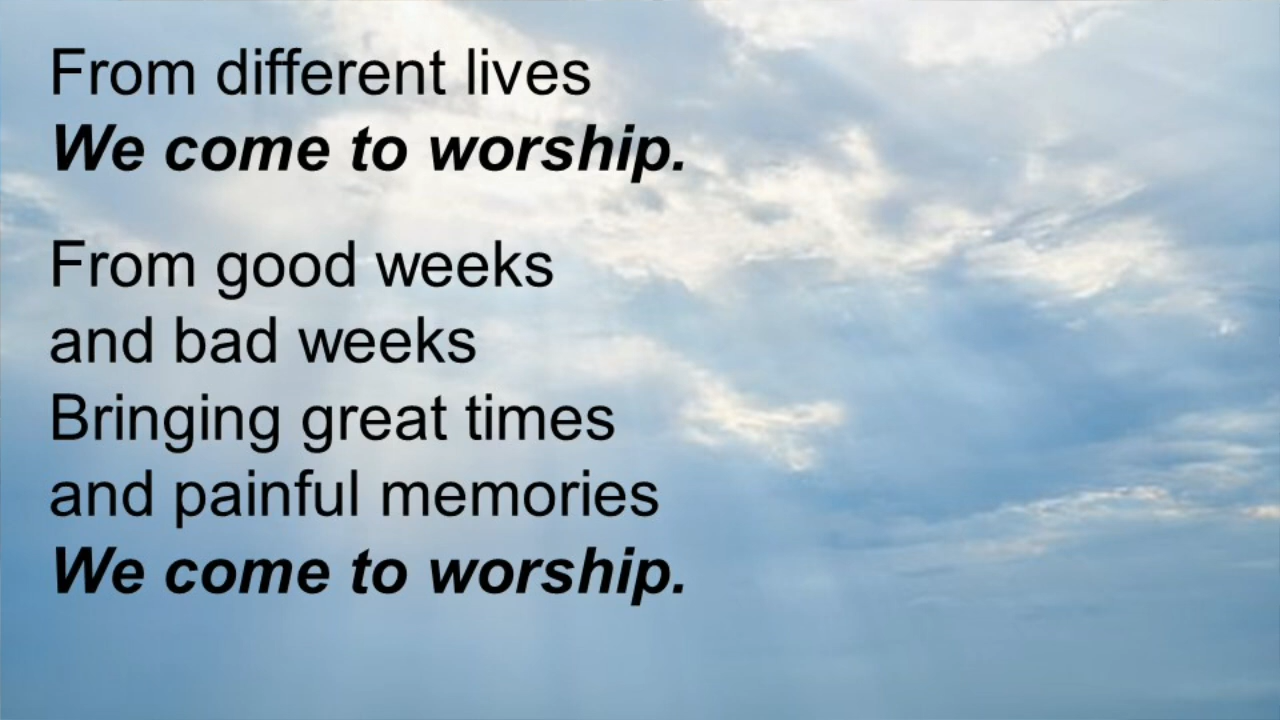 From different lives
We come to worship.
From good weeks
and bad weeks
Bringing great times
and painful memories
We come to worship.